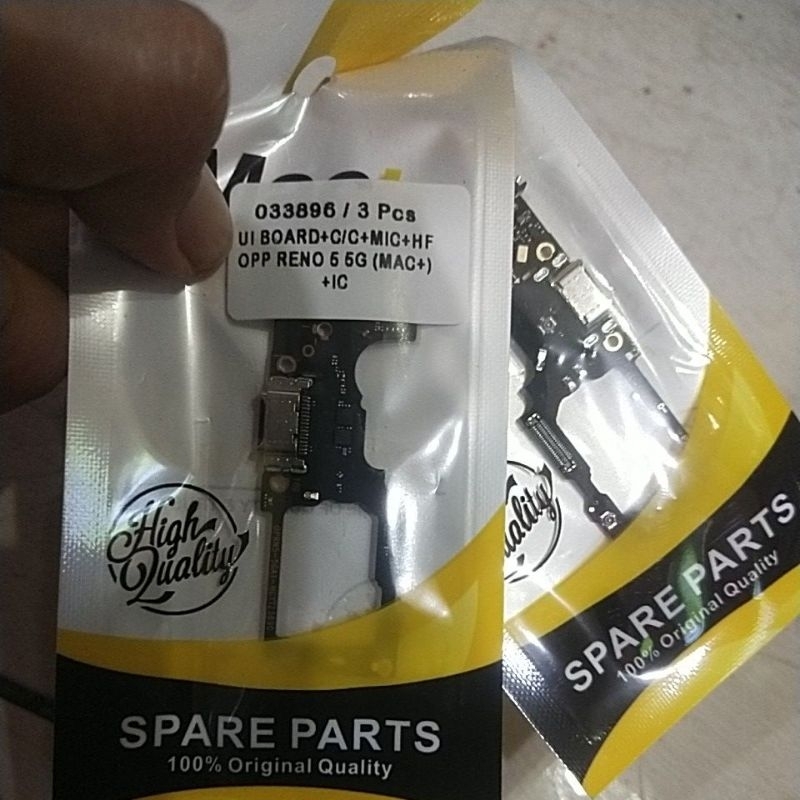 033896 / 3 Pcs
UI BOARD+C/C+MIC+HF
OPP RENO 5 5G (MAC+)
+IC
High
Quality
SPARE PARTS
100% Original Quality
SPARE PARTS
100% Original Quality